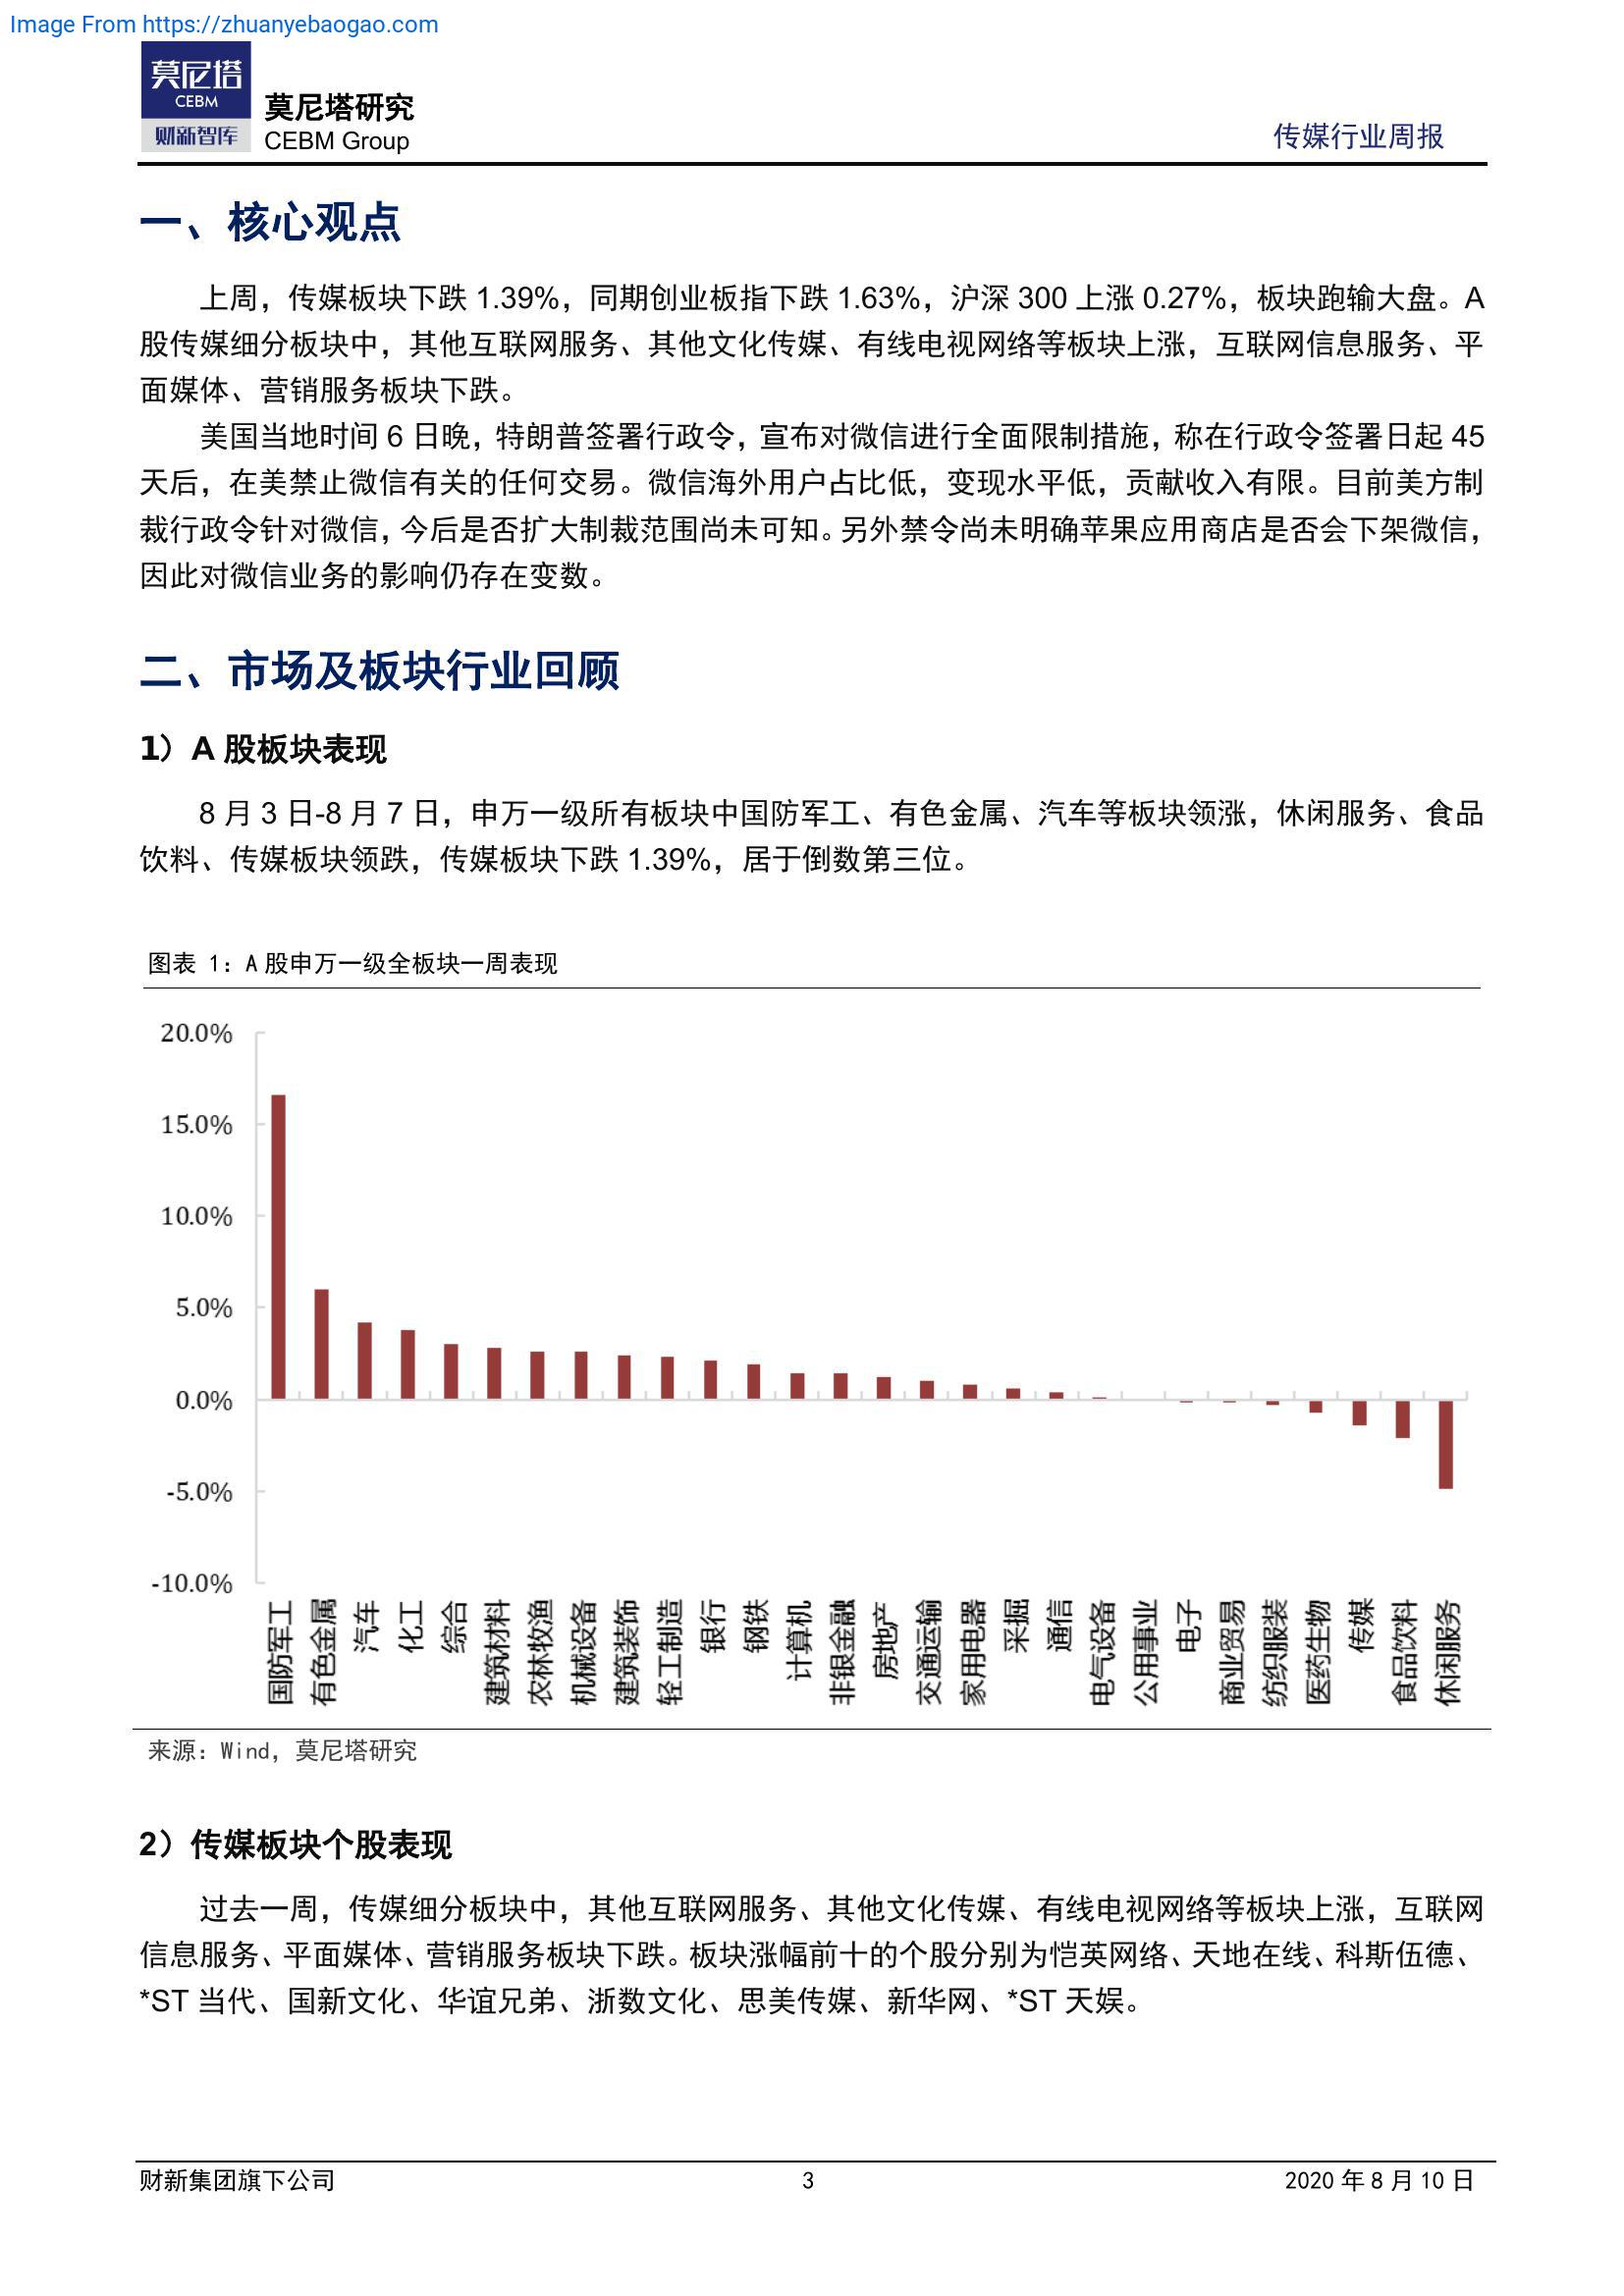 Image From https://zhuanyebaogao.com
莫尼塔
CEBM
财新智库
莫尼塔研究
CEBM Group
传媒行业周报
一、核心观点
上周，传媒板块下跌 1.39%，同期创业板指下跌 1.63%，沪深 300 上涨 0.27%，板块跑输大盘。A
股传媒细分板块中，其他互联网服务、其他文化传媒、有线电视网络等板块上涨，互联网信息服务、平
面媒体、营销服务板块下跌。
美国当地时间 6 日晚，特朗普签署行政令，宣布对微信进行全面限制措施，称在行政令签署日起 45
天后，在美禁止微信有关的任何交易。微信海外用户占比低，变现水平低，贡献收入有限。目前美方制
裁行政令针对微信，今后是否扩大制裁范围尚未可知。另外禁令尚未明确苹果应用商店是否会下架微信，
因此对微信业务的影响仍存在变数。
二、市场及板块行业回顾
1）A 股板块表现
8 月 3 日-8 月 7 日，申万一级所有板块中国防军工、有色金属、汽车等板块领涨，休闲服务、食品
饮料、传媒板块领跌，传媒板块下跌 1.39%，居于倒数第三位。
图表 1：A 股申万一级全板块一周表现
20.0%
15.0%
10.0%
5.0%
0.0%
-5.0%
-10.0%
国防军工
有色金属
汽车
化工
综合
建筑材料
农林牧渔
机械设备
建筑装饰
轻工制造
银行
钢铁
计算机
非银金融
房地产
交通运输
家用电器
采掘
通信
电气设备
公用事业
电子
商业贸易
纺织服装
医药生物
传媒
食品饮料
休闲服务
来源：Wind，莫尼塔研究
2）传媒板块个股表现
过去一周，传媒细分板块中，其他互联网服务、其他文化传媒、有线电视网络等板块上涨，互联网
信息服务、平面媒体、营销服务板块下跌。板块涨幅前十的个股分别为恺英网络、天地在线、科斯伍德、
*ST 当代、国新文化、华谊兄弟、浙数文化、思美传媒、新华网、*ST 天娱。
财新集团旗下公司
3
2020 年 8 月 10 日